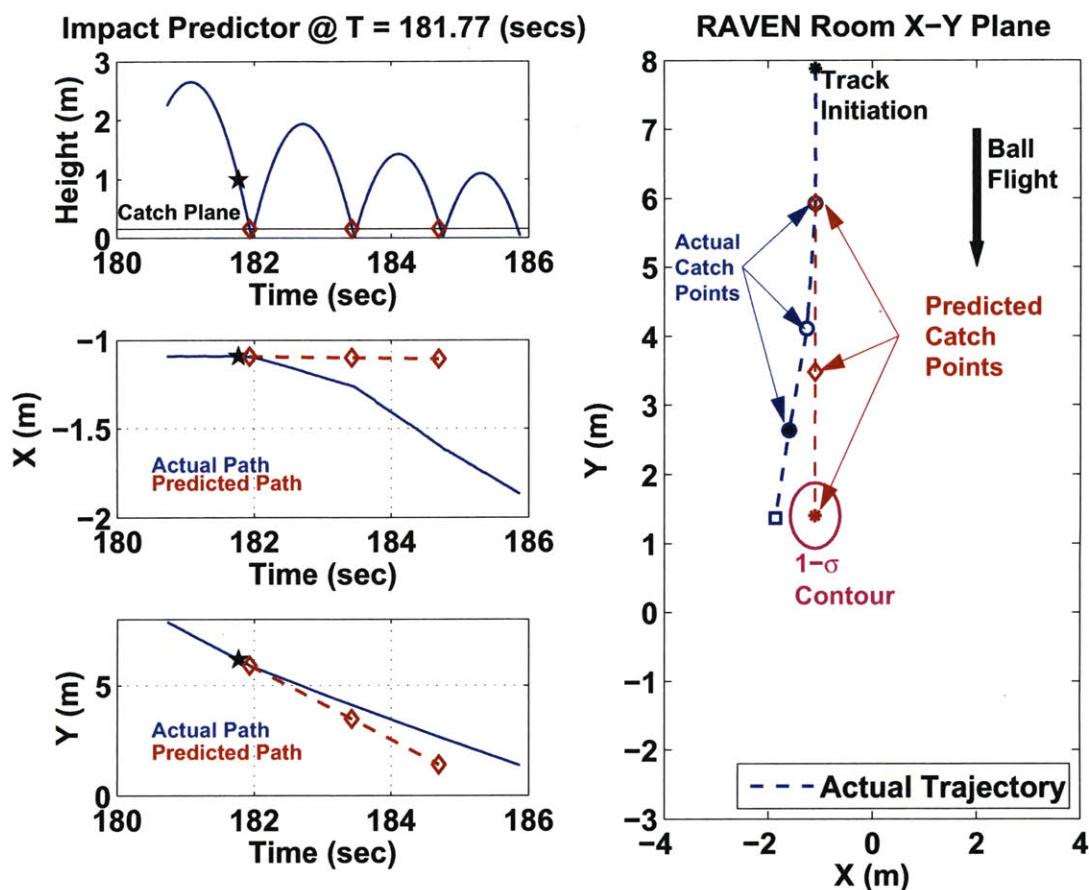 Impact Predictor @ T = 181.77 (secs)
Height (m)
3
2
1
0
Catch Plane
180
182
184
186
Time (sec)
X (m)
−1
−1.5
−2
Actual Path
Predicted Path
180
182
184
186
Time (sec)
Y (m)
5
0
Actual Path
Predicted Path
180
182
184
186
Time (sec)
RAVEN Room X−Y Plane
Y (m)
8
7
6
5
4
3
2
1
0
−1
−2
−3
Track
Initiation
Ball
Flight
Actual
Catch
Points
Predicted
Catch
Points
1−σ
Contour
Actual Trajectory
−4
−2
0
2
4
X (m)